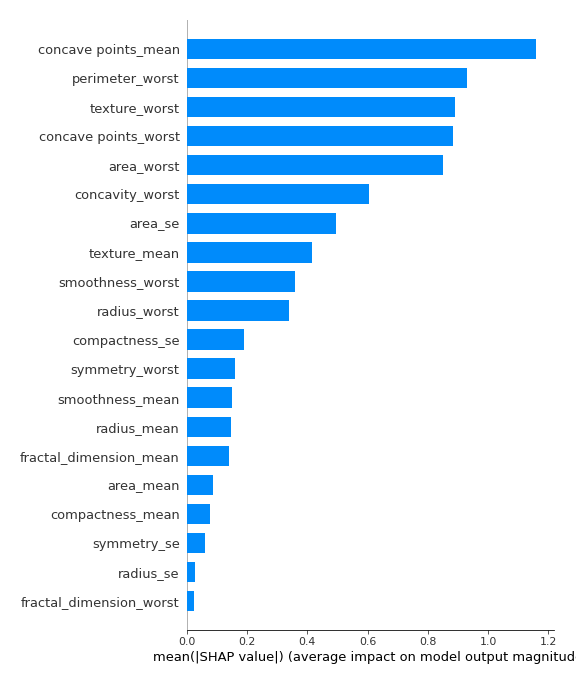 concave points_mean
perimeter_worst
texture_worst
concave points_worst
area_worst
concavity_worst
area_se
texture_mean
smoothness_worst
radius_worst
compactness_se
symmetry_worst
smoothness_mean
radius_mean
fractal_dimension_mean
area_mean
compactness_mean
symmetry_se
radius_se
fractal_dimension_worst
0.0 0.2 0.4 0.6 0.8 1.0 1.2
mean(|SHAP value|) (average impact on model output magnitud